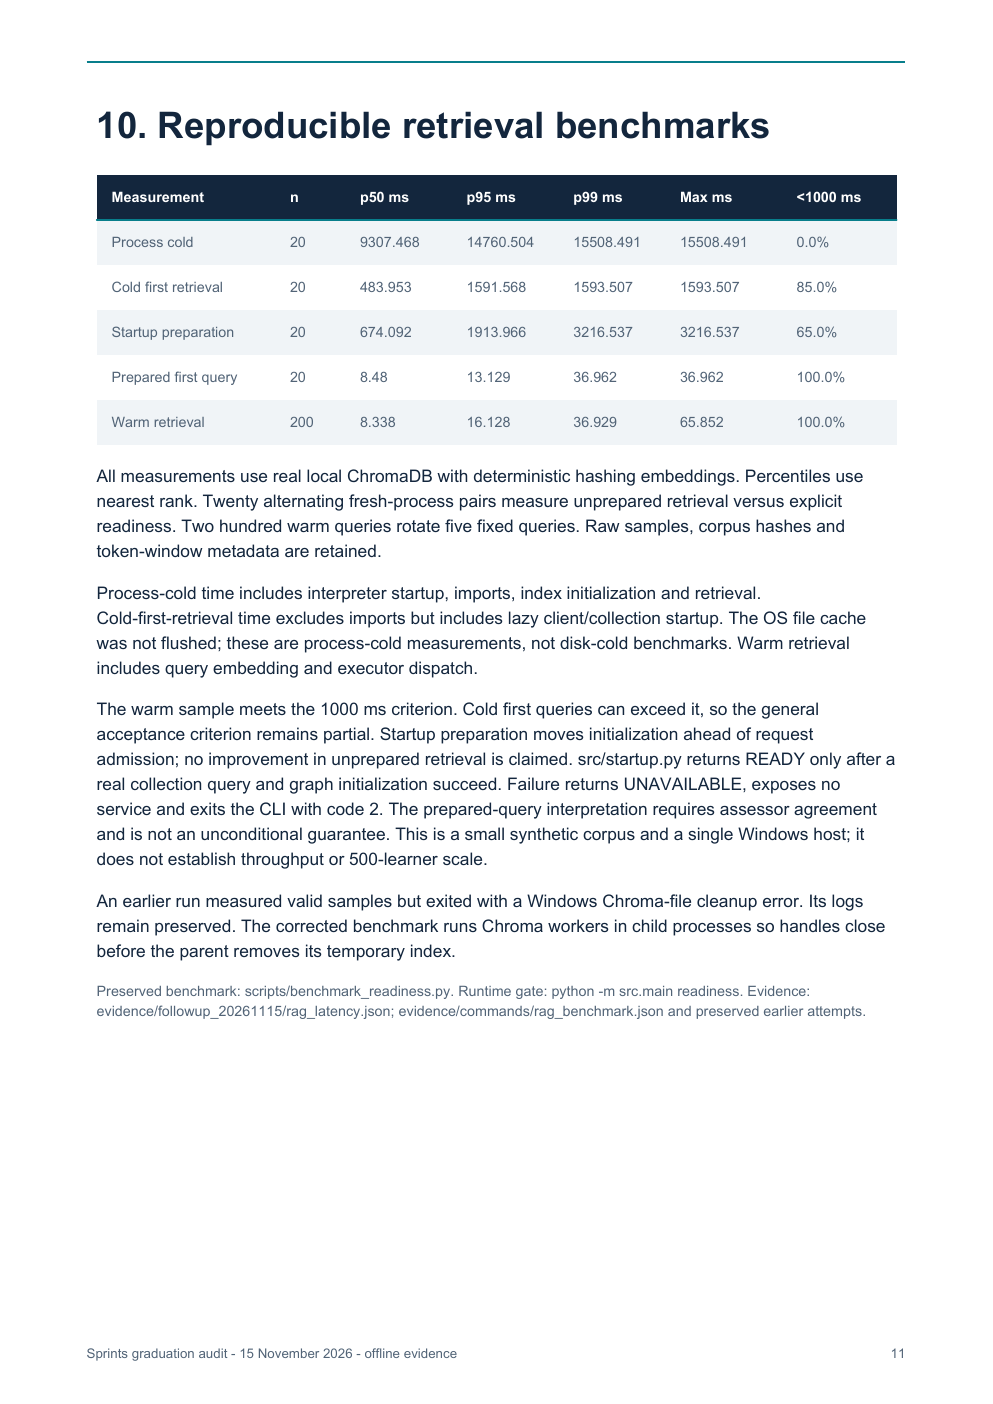 10. Reproducible retrieval benchmarks
Measurement n p50 ms p95 ms p99 ms Max ms <1000 ms
Process cold 20 9307.468 14760.504 15508.491 15508.491 0.0%
Cold first retrieval 20 483.953 1591.568 1593.507 1593.507 85.0%
Startup preparation 20 674.092 1913.966 3216.537 3216.537 65.0%
Prepared first query 20 8.48 13.129 36.962 36.962 100.0%
Warm retrieval 200 8.338 16.128 36.929 65.852 100.0%
All measurements use real local ChromaDB with deterministic hashing embeddings. Percentiles use
nearest rank. Twenty alternating fresh-process pairs measure unprepared retrieval versus explicit
readiness. Two hundred warm queries rotate five fixed queries. Raw samples, corpus hashes and
token-window metadata are retained.
Process-cold time includes interpreter startup, imports, index initialization and retrieval.
Cold-first-retrieval time excludes imports but includes lazy client/collection startup. The OS file cache
was not flushed; these are process-cold measurements, not disk-cold benchmarks. Warm retrieval
includes query embedding and executor dispatch.
The warm sample meets the 1000 ms criterion. Cold first queries can exceed it, so the general
acceptance criterion remains partial. Startup preparation moves initialization ahead of request
admission; no improvement in unprepared retrieval is claimed. src/startup.py returns READY only after a
real collection query and graph initialization succeed. Failure returns UNAVAILABLE, exposes no
service and exits the CLI with code 2. The prepared-query interpretation requires assessor agreement
and is not an unconditional guarantee. This is a small synthetic corpus and a single Windows host; it
does not establish throughput or 500-learner scale.
An earlier run measured valid samples but exited with a Windows Chroma-file cleanup error. Its logs
remain preserved. The corrected benchmark runs Chroma workers in child processes so handles close
before the parent removes its temporary index.
Preserved benchmark: scripts/benchmark_readiness.py. Runtime gate: python -m src.main readiness. Evidence:
evidence/followup_20261115/rag_latency.json; evidence/commands/rag_benchmark.json and preserved earlier attempts.
Sprints graduation audit - 15 November 2026 - offline evidence 11